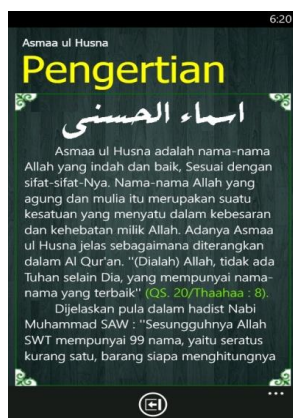 6:20
Asmaa ul Husna
Pengertian
اسماء الحسنى
Asmaa ul Husna adalah nama-nama
Allah yang indah dan baik, Sesuai dengan
sifat-sifat-Nya. Nama-nama Allah yang
agung dan mulia itu merupakan suatu
kesatuan yang menyatu dalam kebesaran
dan kehebatan milik Allah. Adanya Asmaa
ul Husna jelas sebagaimana diterangkan
dalam Al Qur'an. "(Dialah) Allah, tidak ada
Tuhan selain Dia, yang mempunyai nama-
nama yang terbaik" (QS. 20/Thaahaa : 8).
Dijelaskan pula dalam hadist Nabi
Muhammad SAW : "Sesungguhnya Allah
SWT mempunyai 99 nama, yaitu seratus
kurang satu, barang siapa menghitungnya